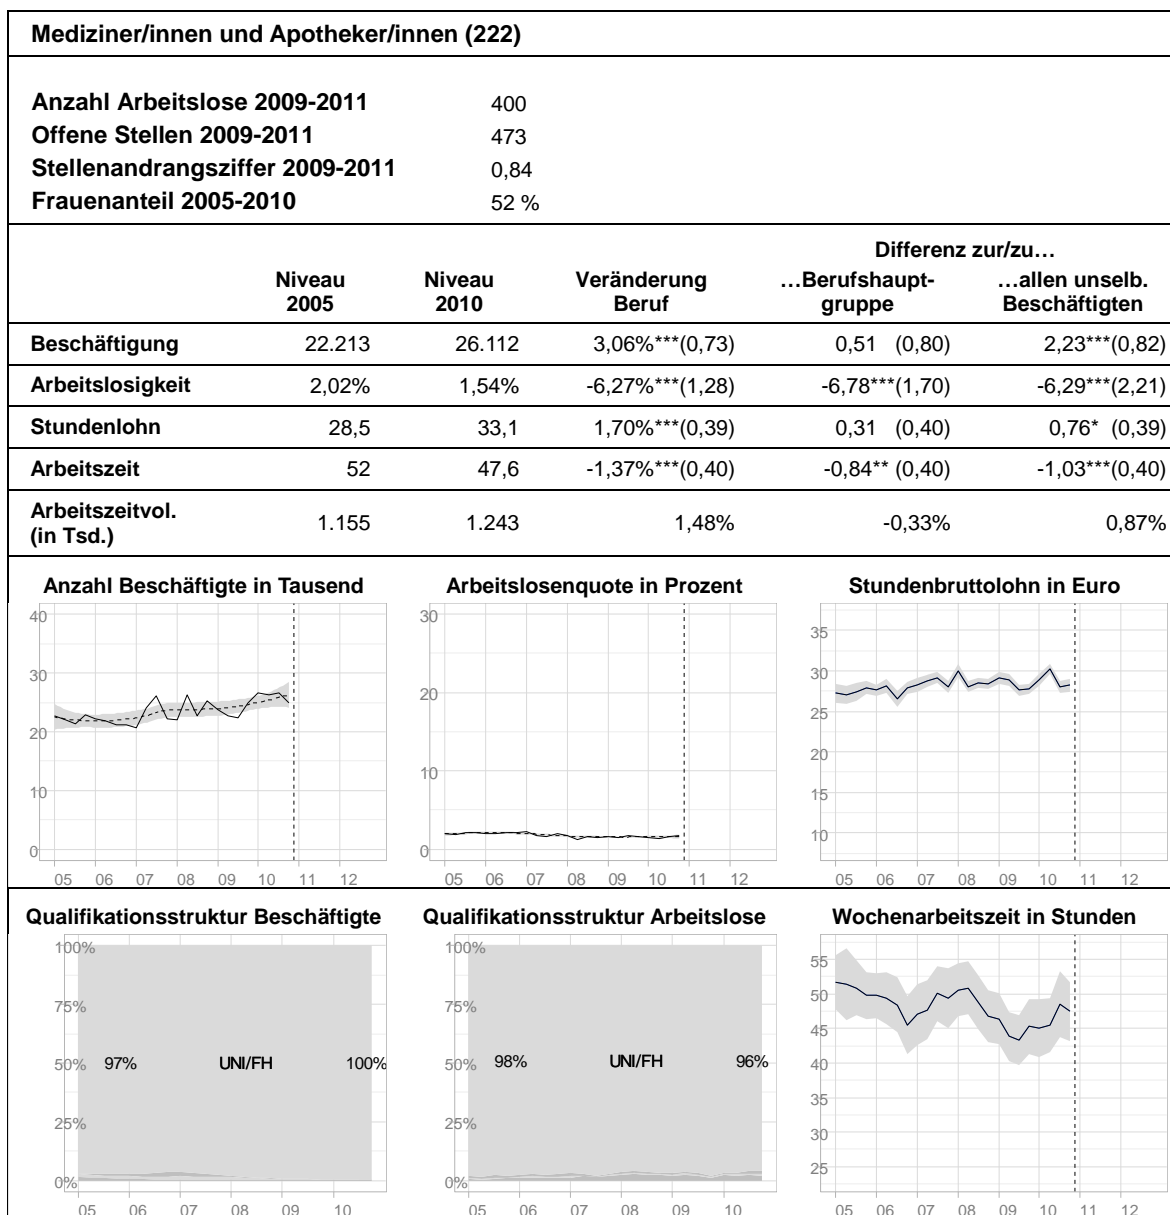 Mediziner/innen und Apotheker/innen (222)
Anzahl Arbeitslose 2009-2011 400
Offene Stellen 2009-2011 473
Stellenandrangsziffer 2009-2011 0,84
Frauenanteil 2005-2010 52 %
Differenz zur/zu…
Niveau 2005 Niveau 2010 Veränderung Beruf …Berufshaupt-gruppe …allen unselb. Beschäftigten
Beschäftigung 22.213 26.112 3,06%***(0,73) 0,51 (0,80) 2,23***(0,82)
Arbeitslosigkeit 2,02% 1,54% -6,27%***(1,28) -6,78***(1,70) -6,29***(2,21)
Stundenlohn 28,5 33,1 1,70%***(0,39) 0,31 (0,40) 0,76* (0,39)
Arbeitszeit 52 47,6 -1,37%***(0,40) -0,84** (0,40) -1,03***(0,40)
Arbeitszeitvol. (in Tsd.) 1.155 1.243 1,48% -0,33% 0,87%
Anzahl Beschäftigte in Tausend
40
30
20
10
0
05 06 07 08 09 10 12
Arbeitslosenquote in Prozent
30
20
10
0
05 06 07 08 09 10 12
Stundenbruttolohn in Euro
35
30
25
20
15
10
05 06 07 08 09 10 12
Qualifikationsstruktur Beschäftigte
100%
75%
50% 97% UNI/FH 100%
25%
0%
05 06 07 08 09 10
Qualifikationsstruktur Arbeitslose
100%
75%
50% 98% UNI/FH 96%
25%
0%
05 06 07 08 09 10
Wochenarbeitszeit in Stunden
55
50
45
40
35
30
25
05 06 07 08 09 10 12